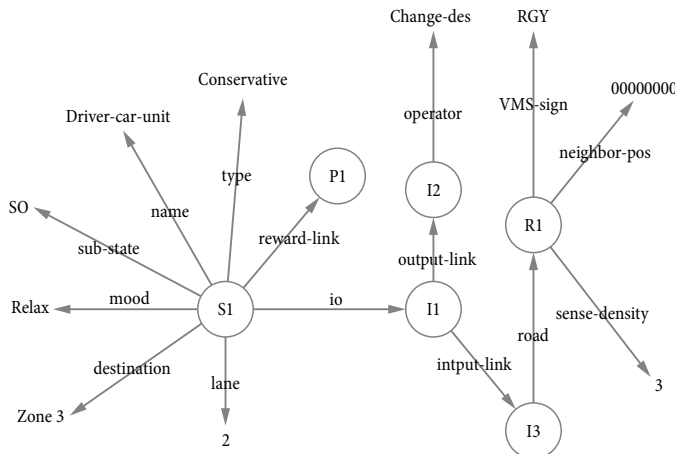 Change-des
RGY
Conservative
00000000
Driver-car-unit
operator
VMS-sign
neighbor-pos
type
P1
I2
SO
name
reward-link
R1
sub-state
output-link
Relax
mood
S1
io
I1
sense-density
road
destination
lane
intput-link
3
Zone 3
2
I3